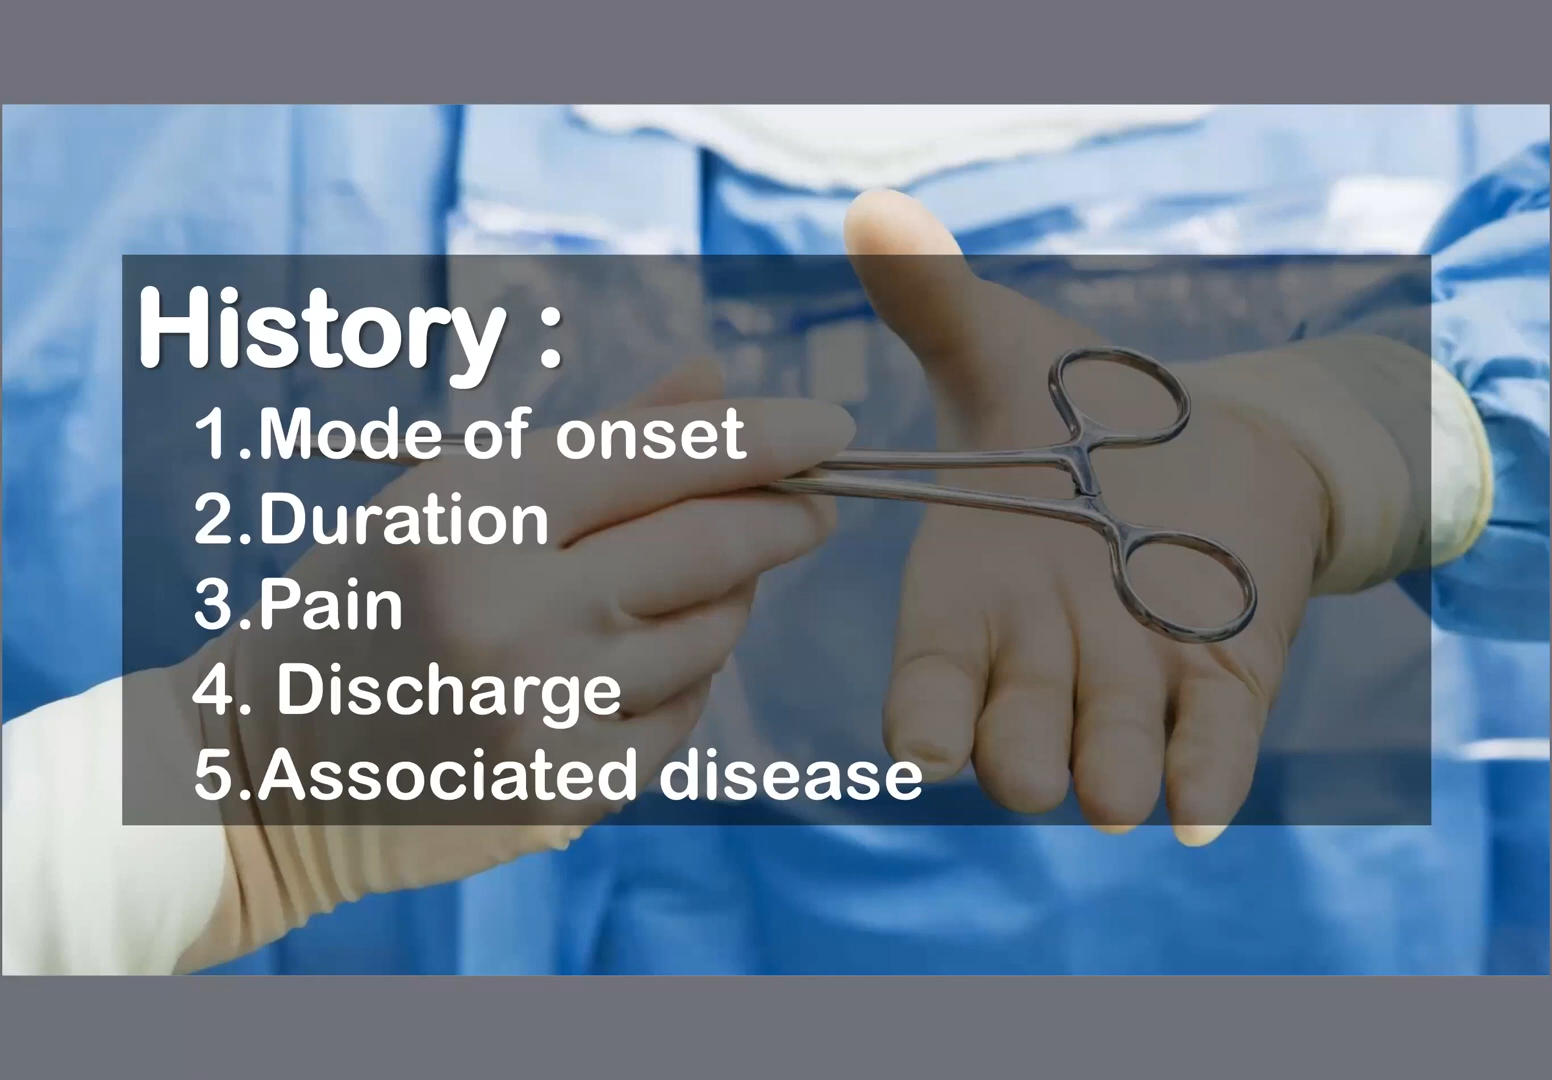 History :
1.Mode of onset
2.Duration
3.Pain
4. Discharge
5.Associated disease